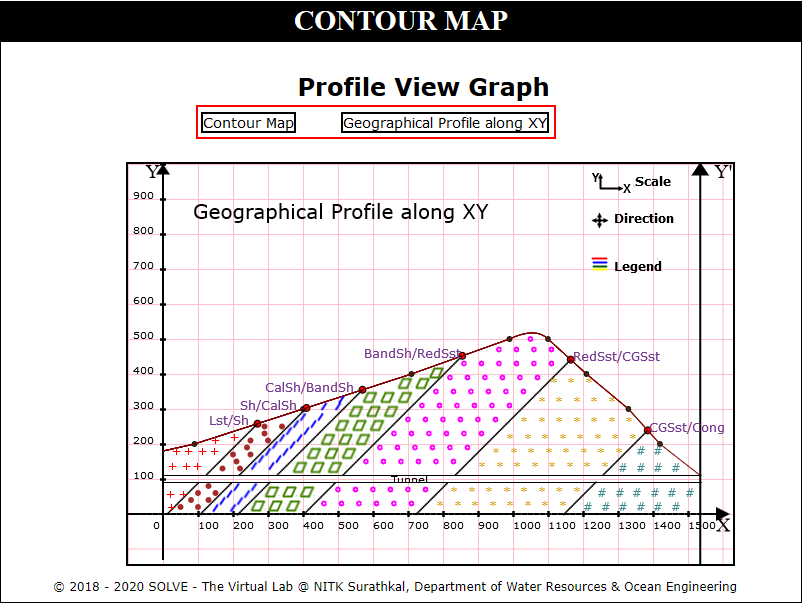 CONTOUR MAP
Profile View Graph
Contour Map
Geographical Profile along XY
Y
Y'
Y
X
Scale
900
Geographical Profile along XY
Direction
800
700
Legend
600
500
BandSh/RedSst
RedSst/CGSst
400
CalSh/BandSh
300
Sh/CalSh
Lst/Sh
CGSst/Cong
200
100
Tunnel
0 100 200 300 400 500 600 700 800 900 1000 1100 1200 1300 1400 1500 X
© 2018 - 2020 SOLVE - The Virtual Lab @ NITK Surathkal, Department of Water Resources & Ocean Engineering